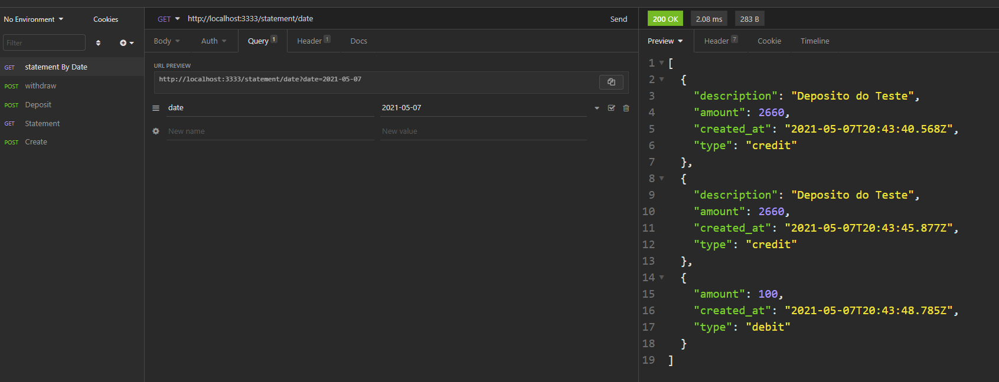 No Environment
Cookies
Filter
GET statement By Date
POST withdraw
POST Deposit
GET Statement
POST Create
GET http://localhost:3333/statement/date
Send
Body Auth Query 1 Header 1 Docs
URL PREVIEW
http://localhost:3333/statement/date?date=2021-05-07
date 2021-05-07
New name New value
200 OK 2.08 ms 283 B
Preview Header 7 Cookie Timeline
1 [
2 {
3 "description": "Deposito do Teste",
4 "amount": 2660,
5 "created_at": "2021-05-07T20:43:40.568Z",
6 "type": "credit"
7 },
8 {
9 "description": "Deposito do Teste",
10 "amount": 2660,
11 "created_at": "2021-05-07T20:43:45.877Z",
12 "type": "credit"
13 },
14 {
15 "amount": 100,
16 "created_at": "2021-05-07T20:43:48.785Z",
17 "type": "debit"
18 }
19 ]